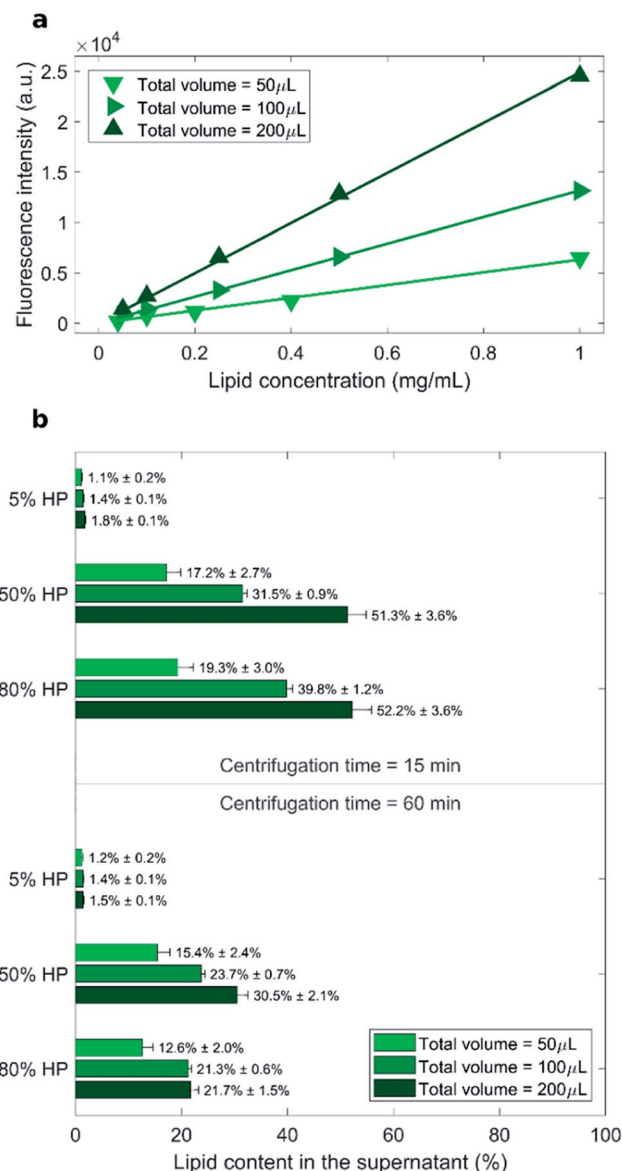 a
×10⁴
Fluorescence intensity (a.u.)
2.5
2
1.5
1
0.5
0
Total volume = 50μL
Total volume = 100μL
Total volume = 200μL
0 0.2 0.4 0.6 0.8 1
Lipid concentration (mg/mL)
b
5% HP
1.1% ± 0.2%
1.4% ± 0.1%
1.8% ± 0.1%
50% HP
17.2% ± 2.7%
31.5% ± 0.9%
51.3% ± 3.6%
80% HP
19.3% ± 3.0%
39.8% ± 1.2%
52.2% ± 3.6%
Centrifugation time = 15 min
Centrifugation time = 60 min
5% HP
1.2% ± 0.2%
1.4% ± 0.1%
1.5% ± 0.1%
50% HP
15.4% ± 2.4%
23.7% ± 0.7%
30.5% ± 2.1%
80% HP
12.6% ± 2.0%
21.3% ± 0.6%
21.7% ± 1.5%
Total volume = 50μL
Total volume = 100μL
Total volume = 200μL
0 20 40 60 80 100
Lipid content in the supernatant (%)